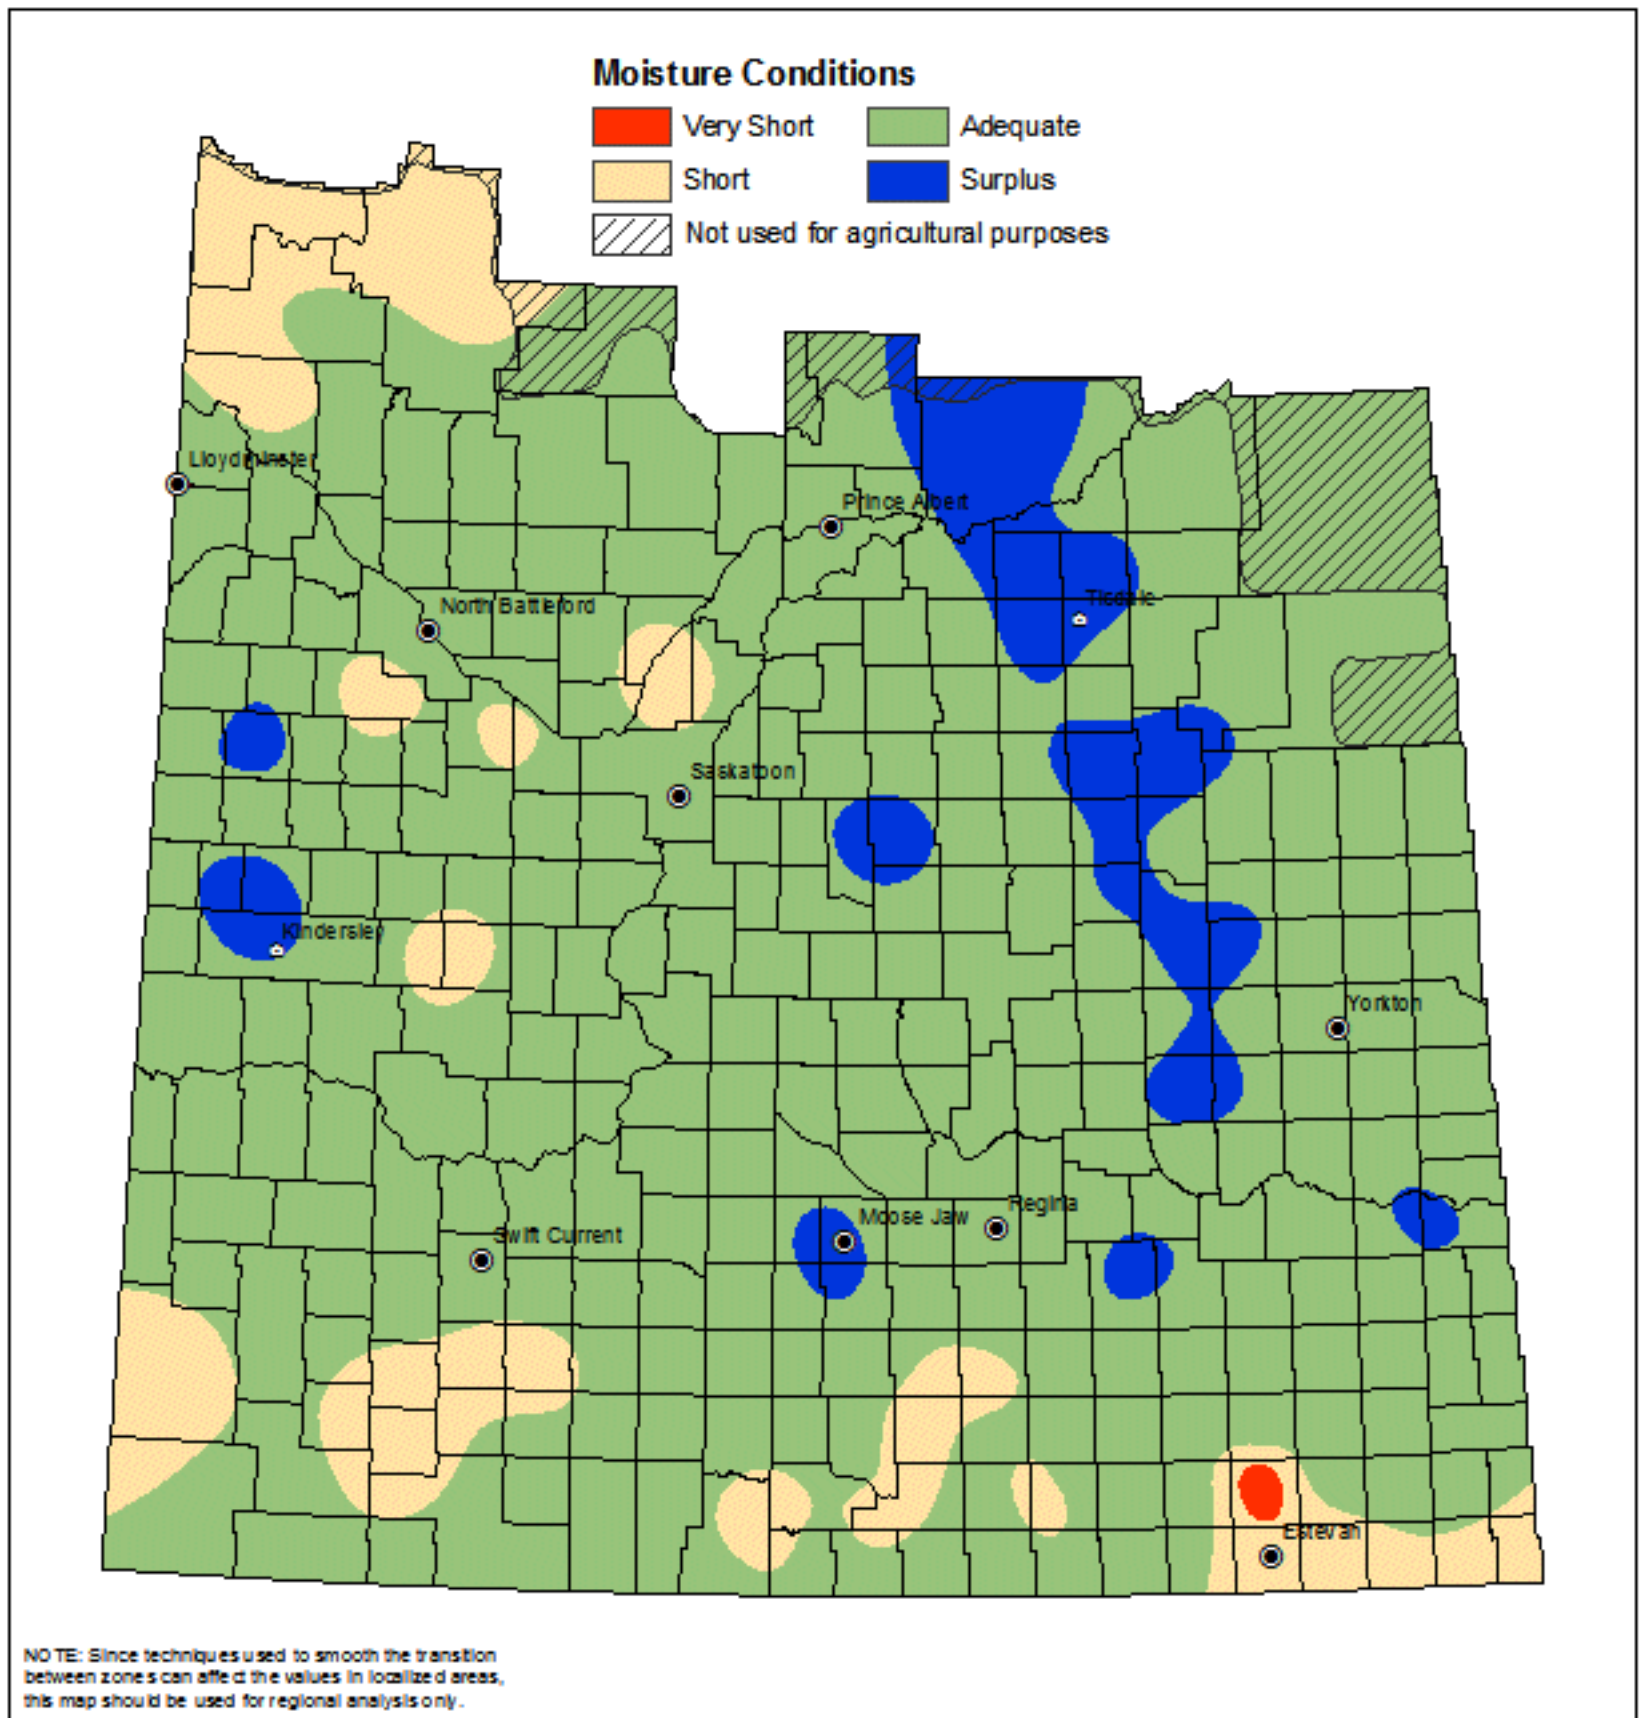 Moisture Conditions
Very Short
Adequate
Short
Surplus
Not used for agricultural purposes
Lloydminster
Prince Albert
North Battleford
Tisdale
Saskatoon
Kindersley
Yorkton
Moose Jaw
Regina
Swift Current
Estevan
NOTE: Since techniques used to smooth the transition
between zones can affect the values in localized areas,
this map should be used for regional analysis only.